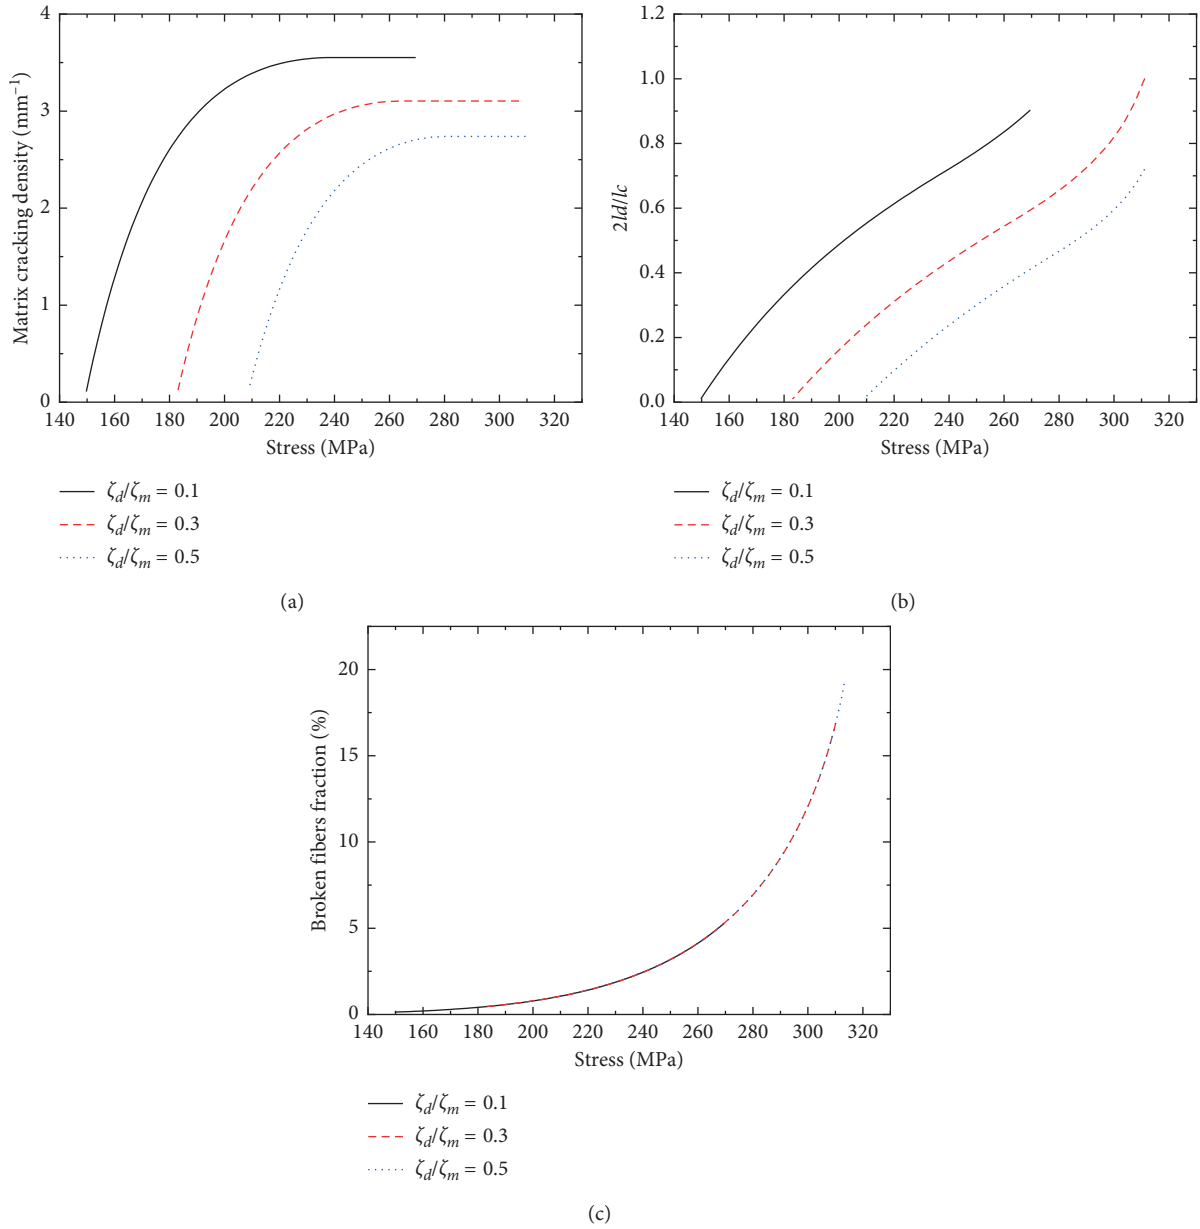 Matrix cracking density (mm⁻¹)
4
3
2
1
0
140 160 180 200 220 240 260 280 300 320
Stress (MPa)
ζd/ζm = 0.1
ζd/ζm = 0.3
ζd/ζm = 0.5
(a)
2ld/lc
1.2
1.0
0.8
0.6
0.4
0.2
0.0
140 160 180 200 220 240 260 280 300 320
Stress (MPa)
ζd/ζm = 0.1
ζd/ζm = 0.3
ζd/ζm = 0.5
(b)
Broken fibers fraction (%)
20
15
10
5
0
140 160 180 200 220 240 260 280 300 320
Stress (MPa)
ζd/ζm = 0.1
ζd/ζm = 0.3
ζd/ζm = 0.5
(c)